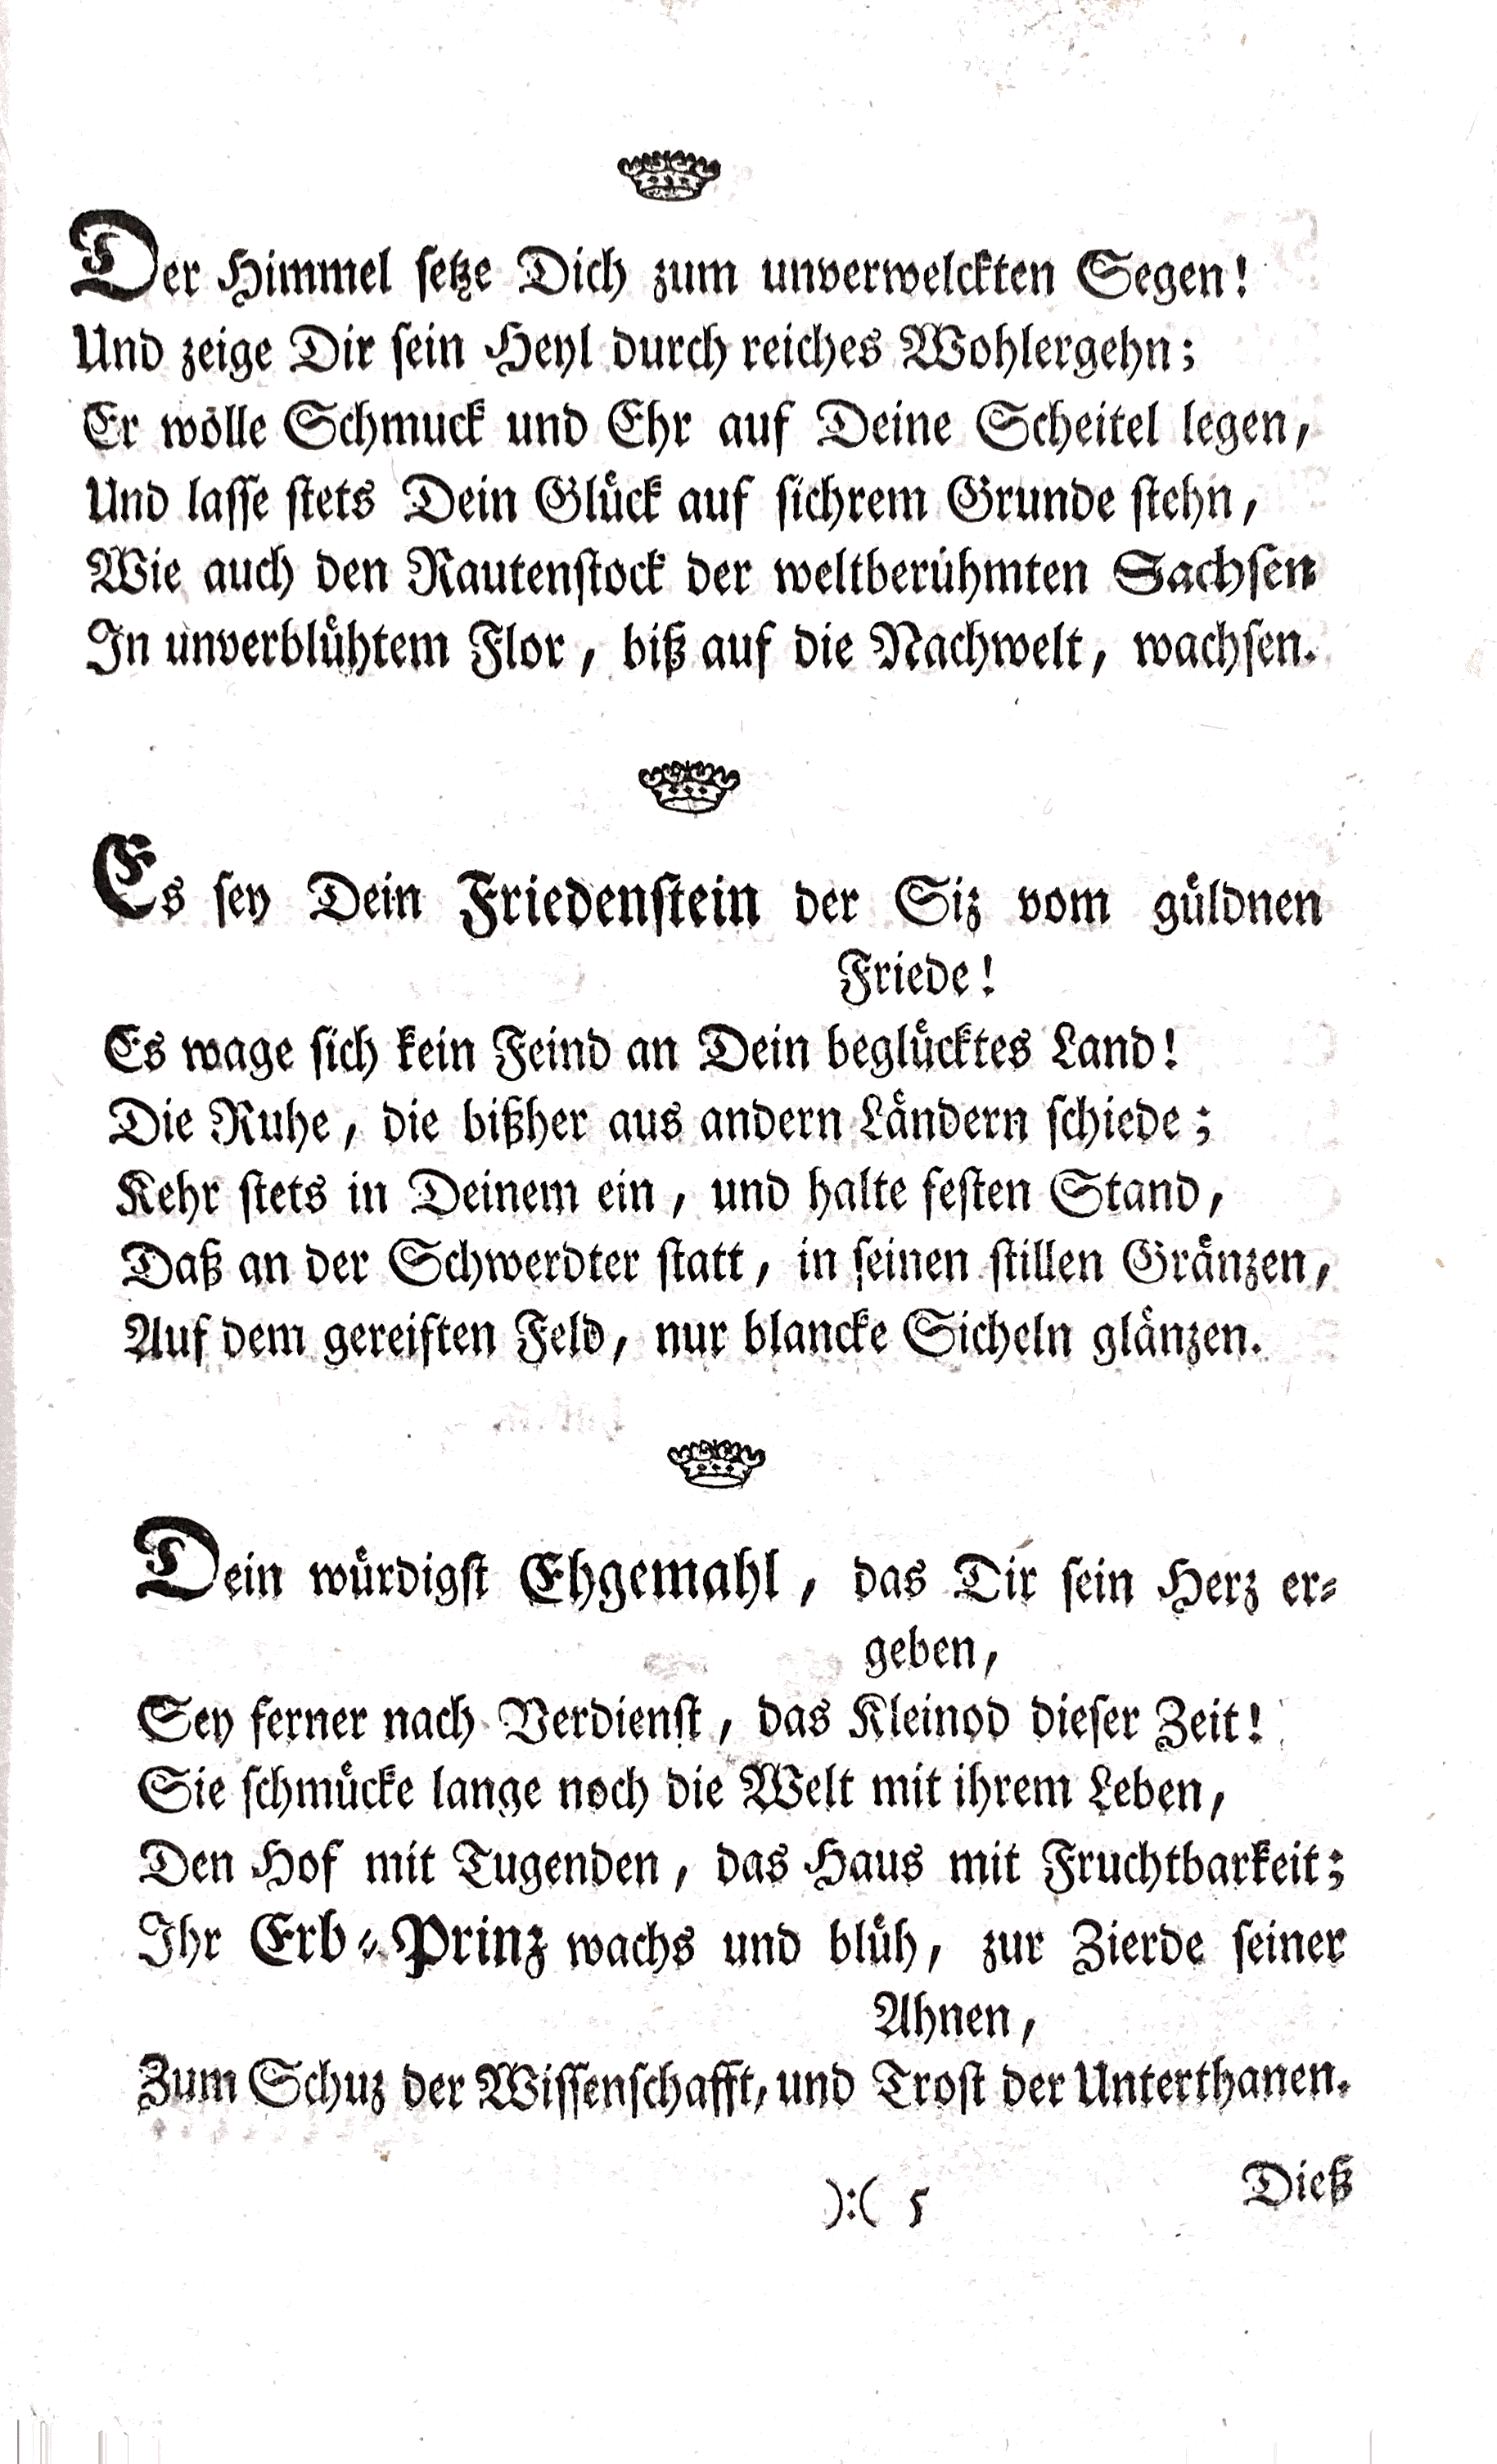 Der Himmel setze Dich zum unverwelckten Segen!
Und zeige Dir sein Heyl durch reiches Wohlergehn;
Er wölle Schmuck und Ehr auf Deine Scheitel legen,
Und lasse stets Dein Glück auf sichrem Grunde stehn,
Wie auch den Rautenstock der weltberühmten Sachsen
In unverblühtem Flor, biß auf die Nachwelt, wachsen.
Es sey Dein Friedenstein der Siz vom güldnen
Friede!
Es wage sich kein Feind an Dein beglücktes Land!
Die Ruhe, die bißher aus andern Ländern schiede;
Kehr stets in Deinem ein, und halte festen Stand,
Daß an der Schwerdter statt, in seinen stillen Gränzen,
Auf dem gereiften Feld, nur blancke Sicheln glänzen.
Dein würdigst Ehgemahl, das Dir sein Herz er-
geben,
Sey ferner nach Verdienst, das Kleinod dieser Zeit!
Sie schmücke lange noch die Welt mit ihrem Leben,
Den Hof mit Tugenden, das Haus mit Fruchtbarkeit;
Ihr Erb-Prinz wachs und blüh, zur Zierde seiner
Ahnen,
Zum Schuz der Wissenschafft, und Trost der Unterthanen.
):( 5
Dieß